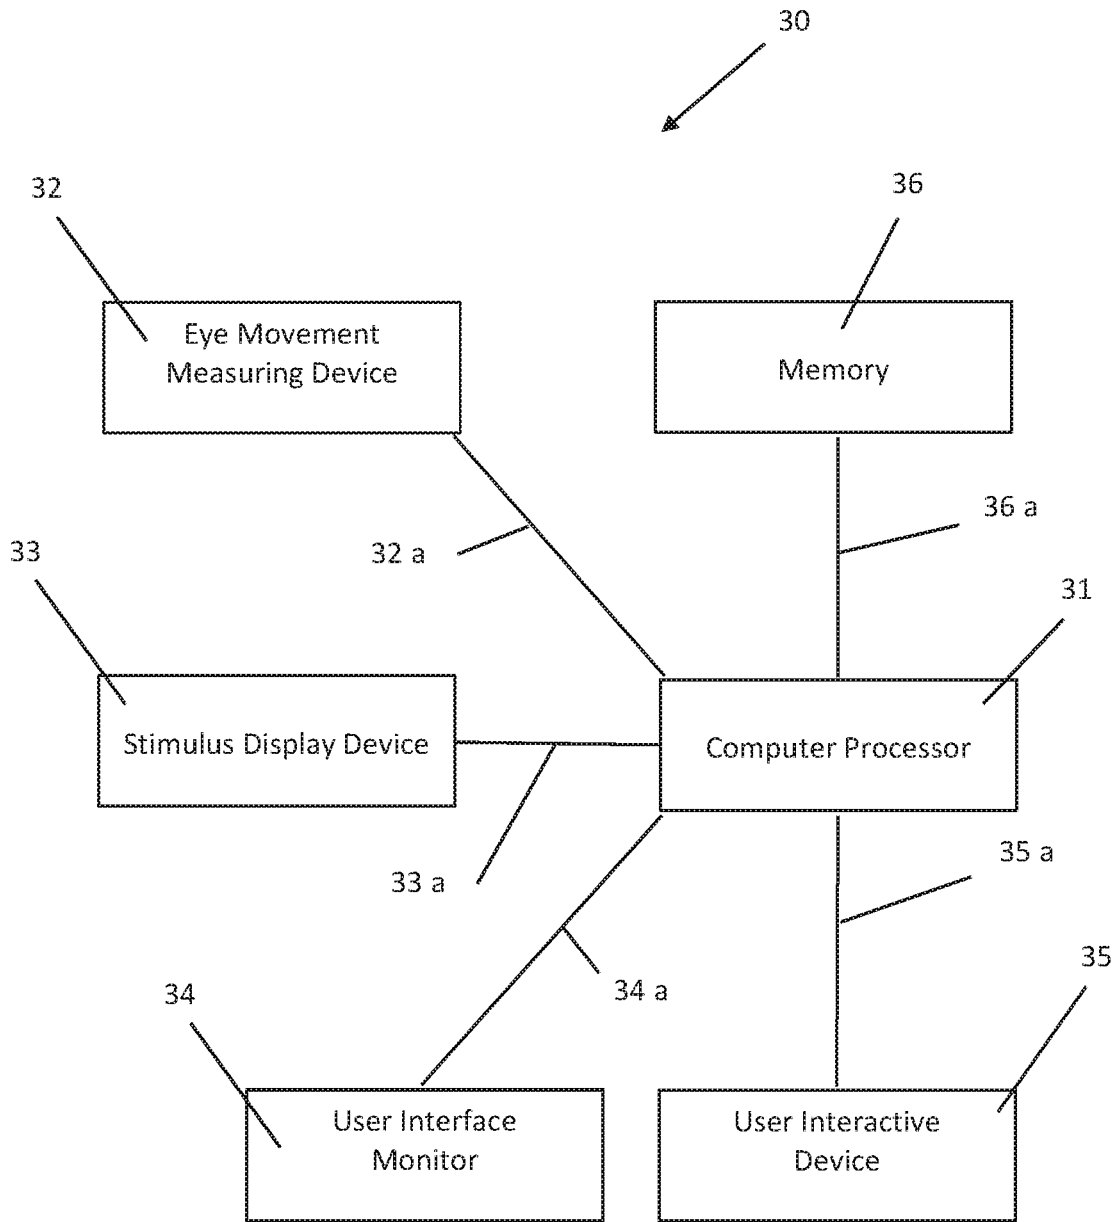 30
32
36
Eye Movement
Measuring Device
Memory
36 a
32 a
33
31
Stimulus Display Device
Computer Processor
35 a
33 a
34 a
35
34
User Interface
Monitor
User Interactive
Device